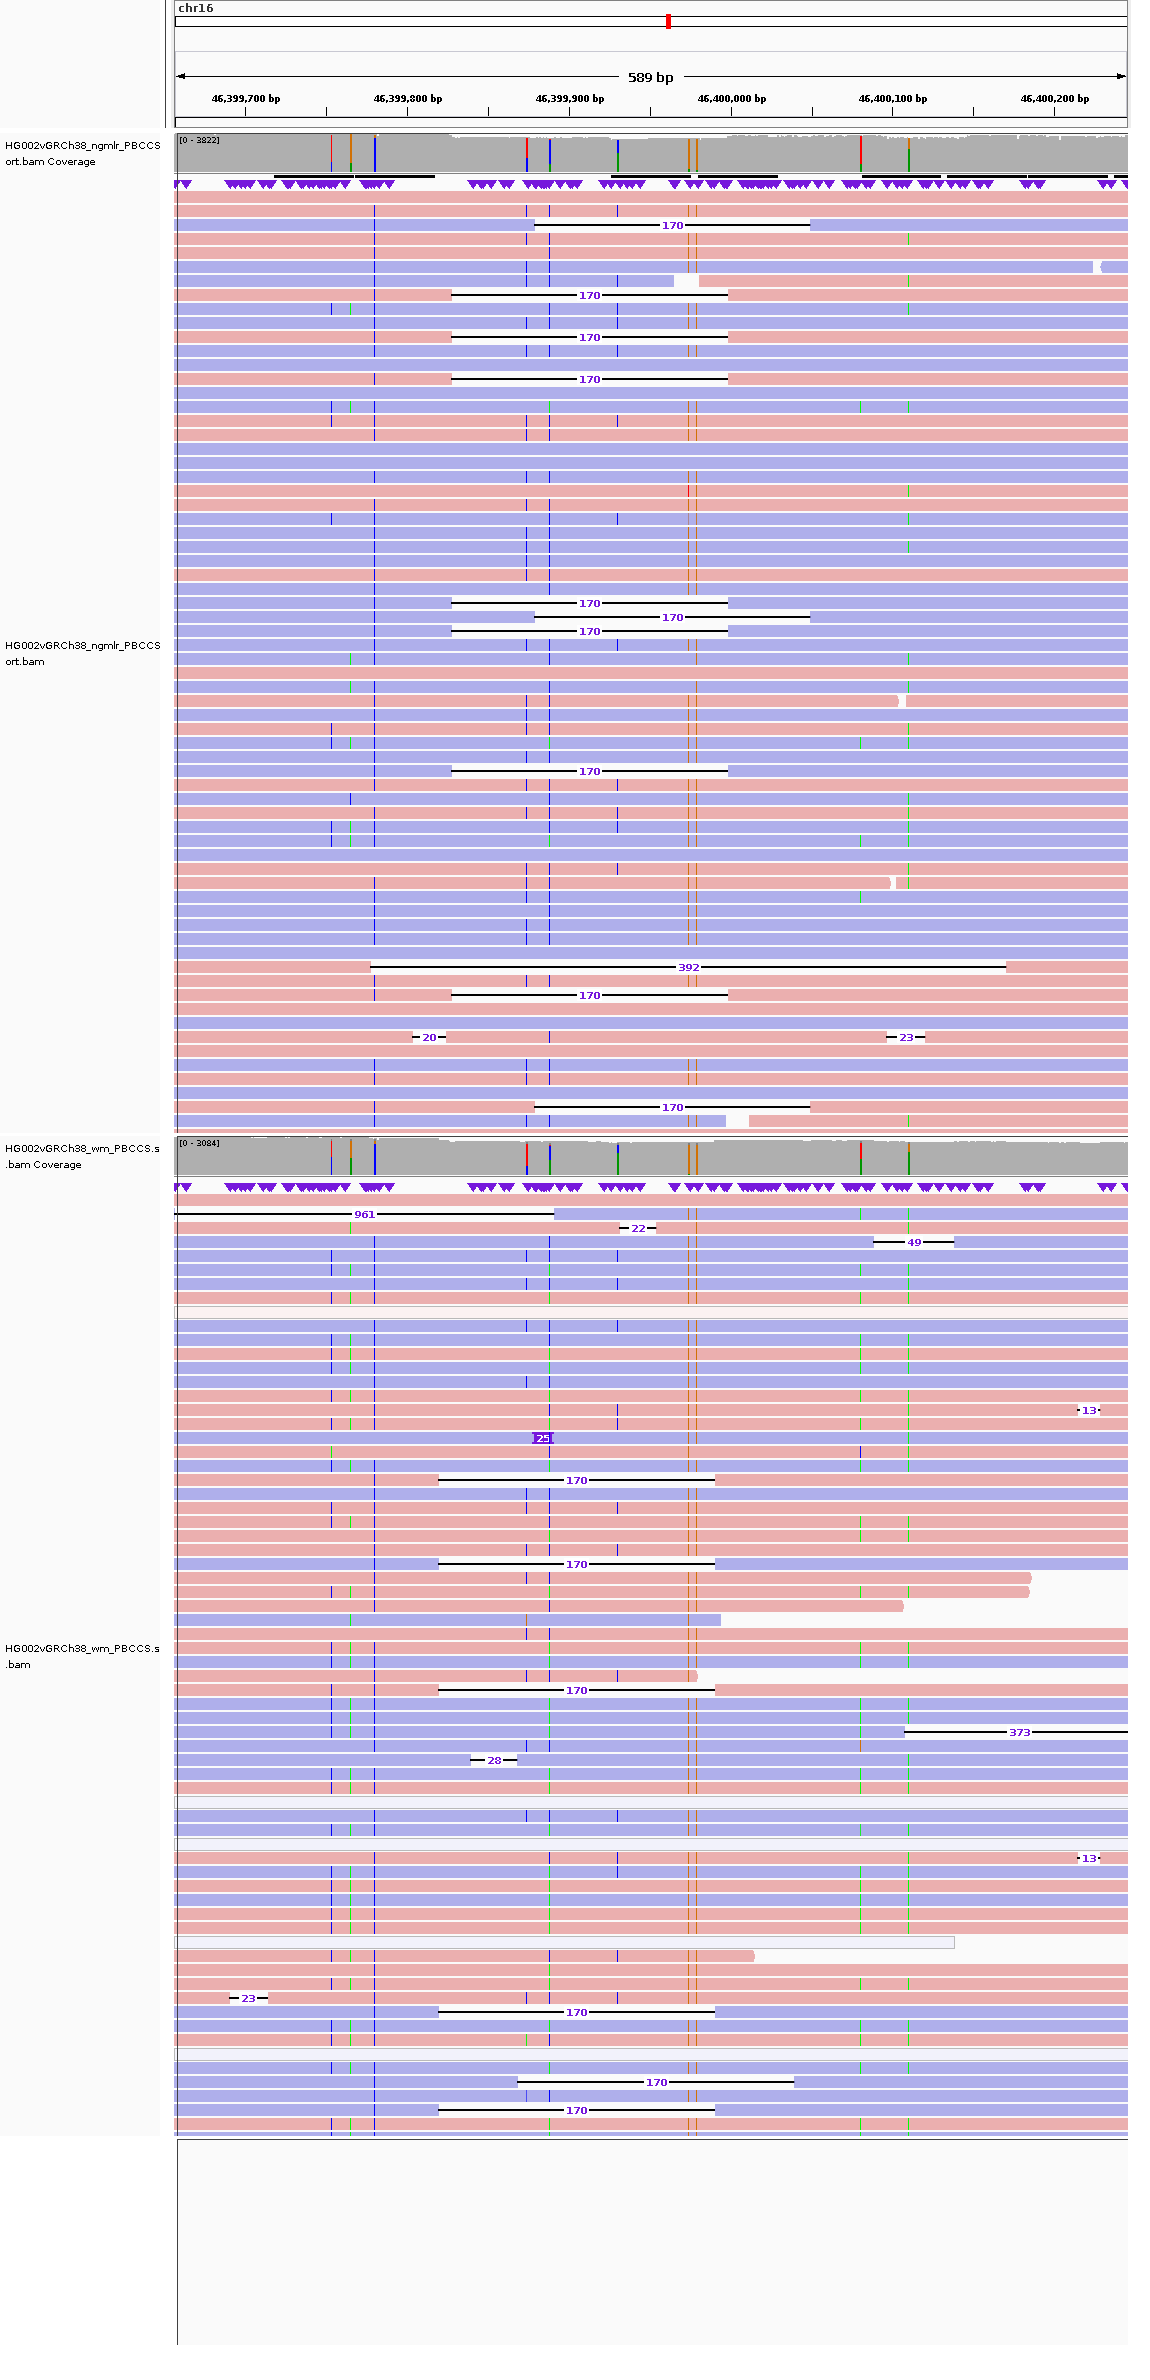 chr16
589 bp
46,399,700 bp 46,399,800 bp 46,399,900 bp 46,400,000 bp 46,400,100 bp 46,400,200 bp
HG002vGRCh38_ngmlr_PBCCS
ort.bam Coverage
[0 - 3822]
170
170
170
170
170
170
170
HG002vGRCh38_ngmlr_PBCCS
ort.bam
170
392
170
20 23
170
HG002vGRCh38_wm_PBCCS.s
.bam Coverage
[0 - 3084]
961
22
49
13
25
170
170
HG002vGRCh38_wm_PBCCS.s
.bam
170
373
28
13
23
170
170
170